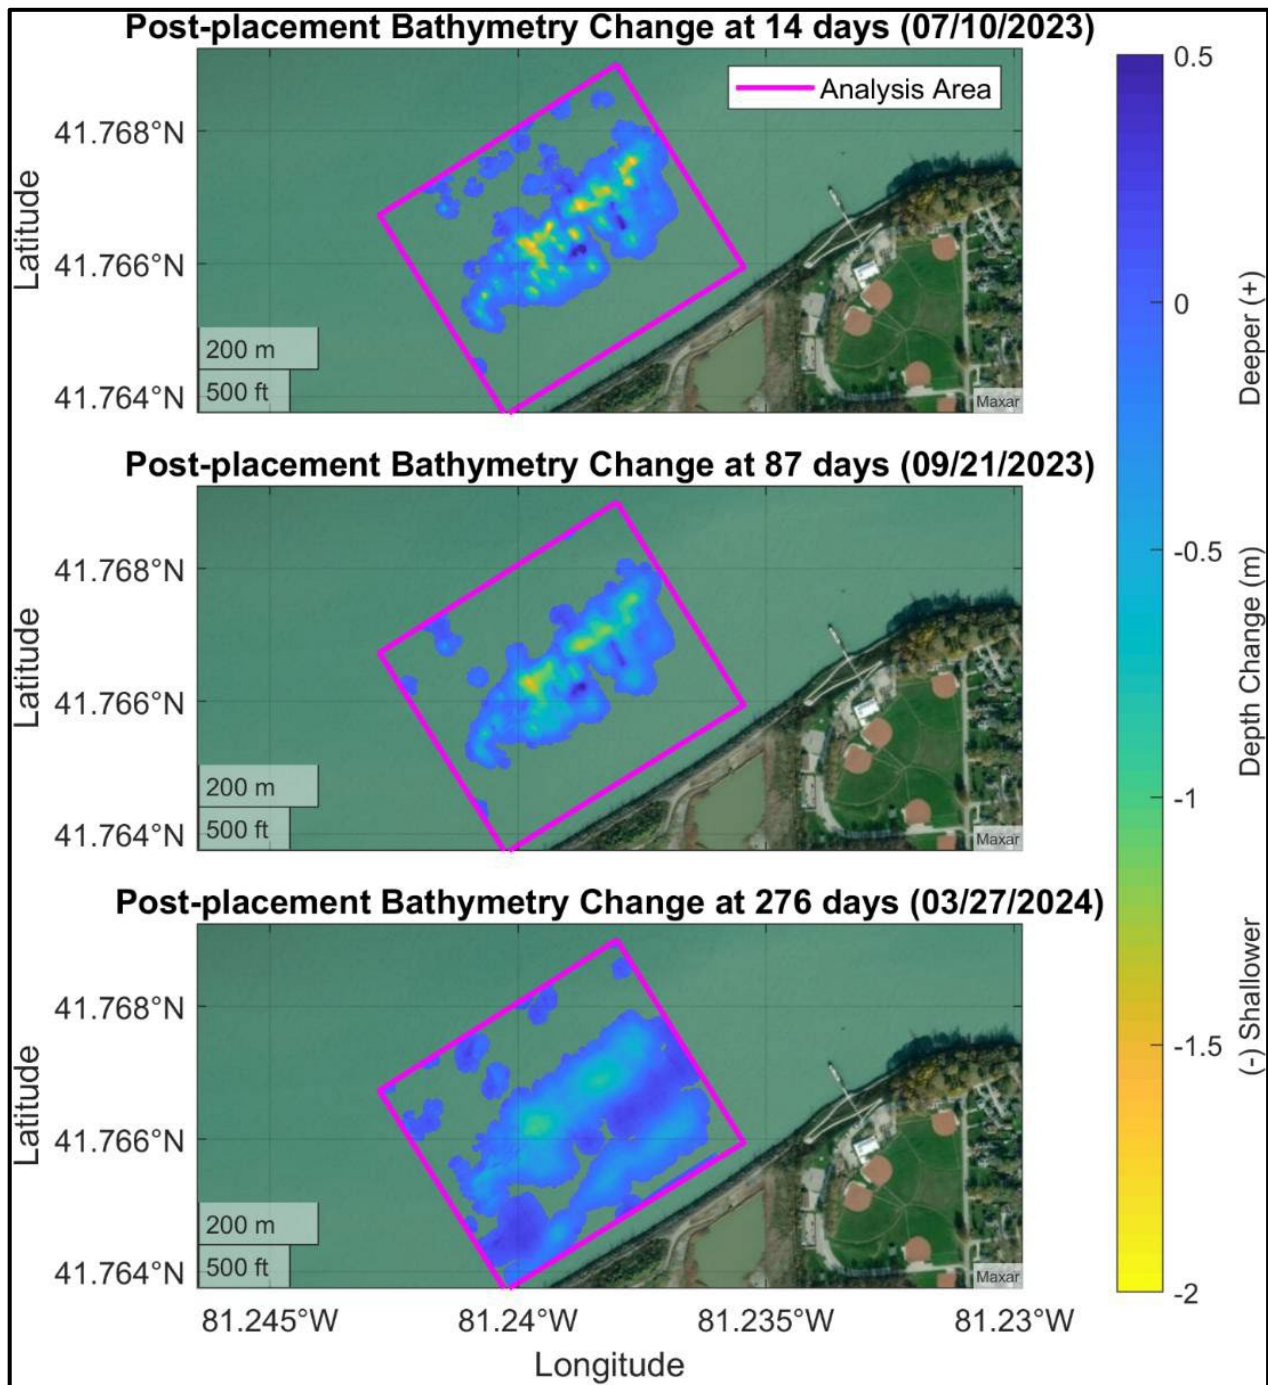 Post-placement Bathymetry Change at 14 days (07/10/2023)
Analysis Area
Latitude
41.768°N
41.766°N
41.764°N
200 m
500 ft
Maxar
Post-placement Bathymetry Change at 87 days (09/21/2023)
Latitude
41.768°N
41.766°N
41.764°N
200 m
500 ft
Maxar
Post-placement Bathymetry Change at 276 days (03/27/2024)
Latitude
41.768°N
41.766°N
41.764°N
200 m
500 ft
Maxar
81.245°W 81.24°W 81.235°W 81.23°W
Longitude
0.5
0
-0.5
-1
-1.5
-2
(-) Shallower Depth Change (m) Deeper (+)